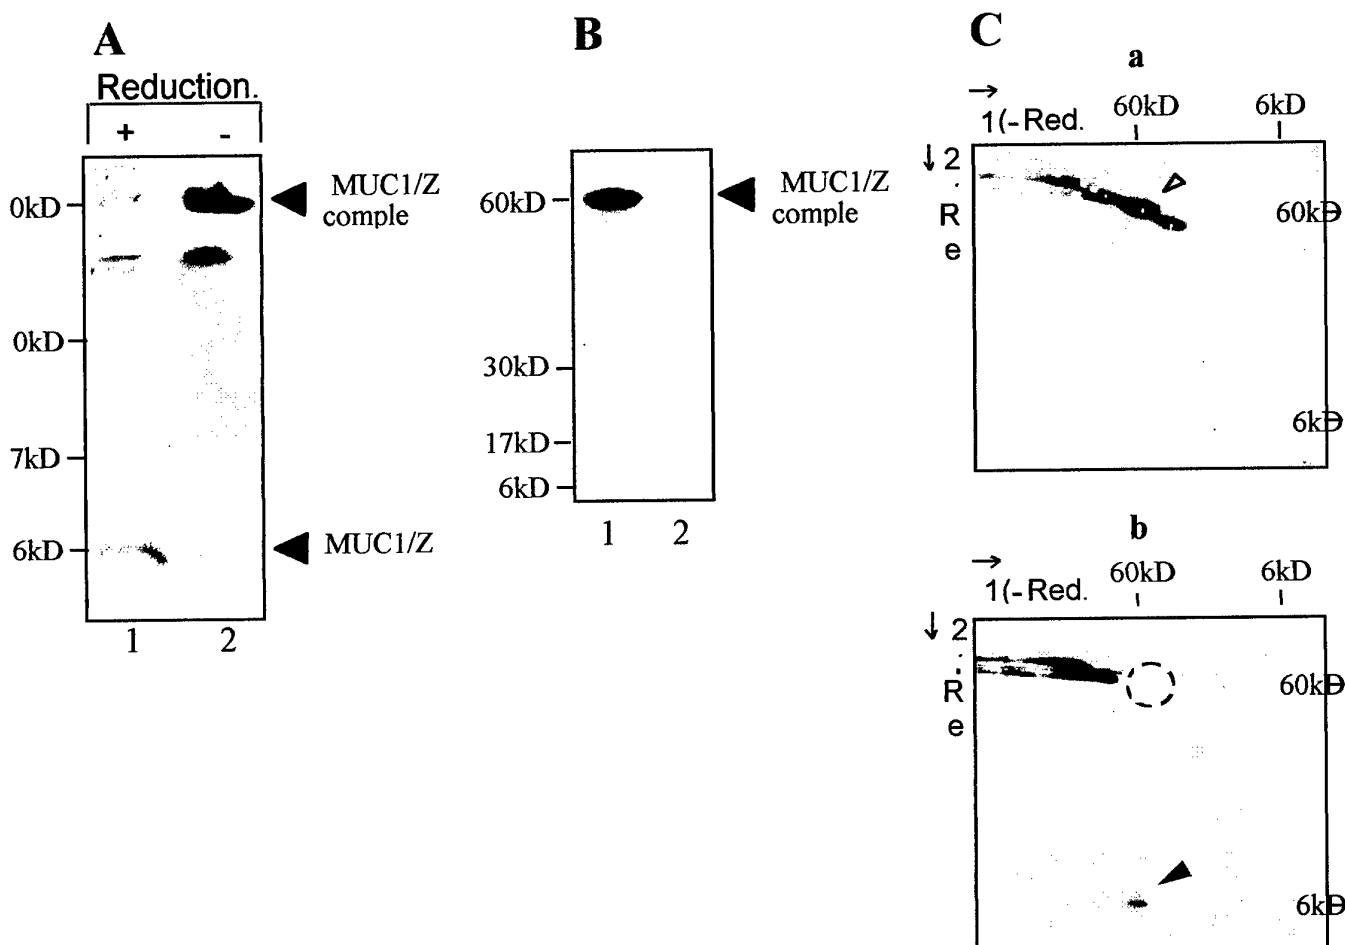 A
Reduction.
+ -
0kD
MUC1/Z
comple
0kD
7kD
6kD
MUC1/Z
1 2
B
60kD
MUC1/Z
comple
30kD
17kD
6kD
1 2
C
a
→
1(-Red.
60kD
6kD
↓ 2
.
R
e
60kD
6kD
b
→
1(-Red.
60kD
6kD
↓ 2
.
R
e
60kD
6kD